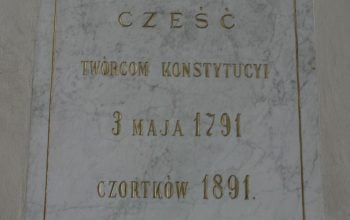 CZEŚĆ
TWÓRCOM KONSTYTUCYI
3 MAJA 1791
CZORTKÓW 1891.